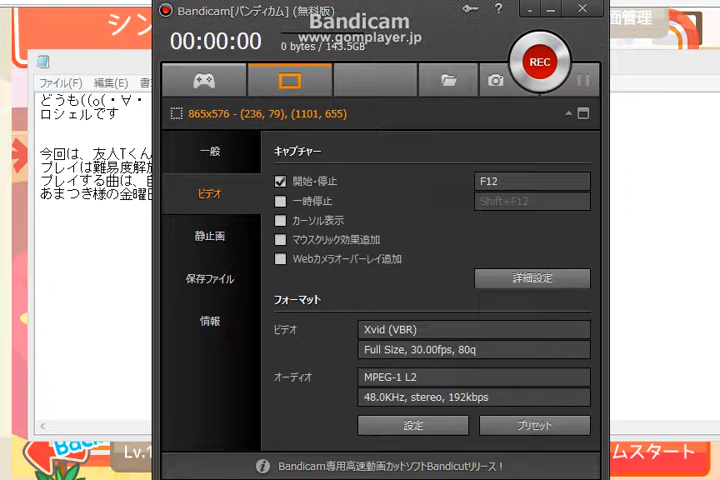 Bandicam[バンディカム] (無料版)
Bandicam
www.gomplayer.jp
00:00:00
0 bytes / 143.5GB
REC
865x576 - (236, 79), (1101, 655)
一般
ビデオ
静止画
保存ファイル
情報
キャプチャー
開始・停止
F12
一時停止
Shift+F12
カーソル表示
マウスクリック効果追加
Webカメラオーバーレイ追加
詳細設定
フォーマット
ビデオ
Xvid (VBR)
Full Size, 30.00fps, 80q
オーディオ
MPEG-1 L2
48.0KHz, stereo, 192kbps
設定
プリセット
Bandicam専用高速動画カットソフトBandicutリリース！
シン
面管理
ファイル(F) 編集(E) 書
どうも((o(・∀・
ロシェルです
今回は、友人Tくん
プレイは難易度解放
プレイする曲は、自
あまつき様の金曜日
Back
Lv.1
ムスタート